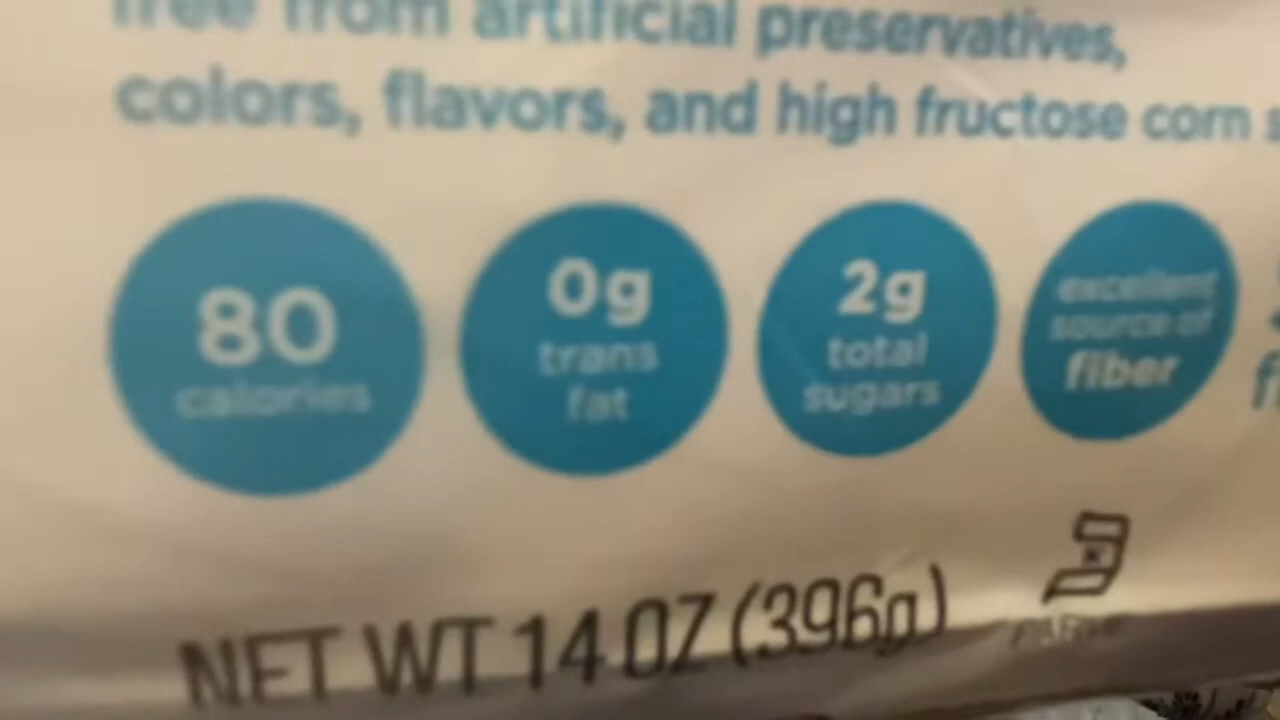 free from artificial preservatives,
colors, flavors, and high fructose corn
80
calories
0g
trans
fat
2g
total
sugars
excellent
source of
fiber
NET WT 14 OZ (396g)